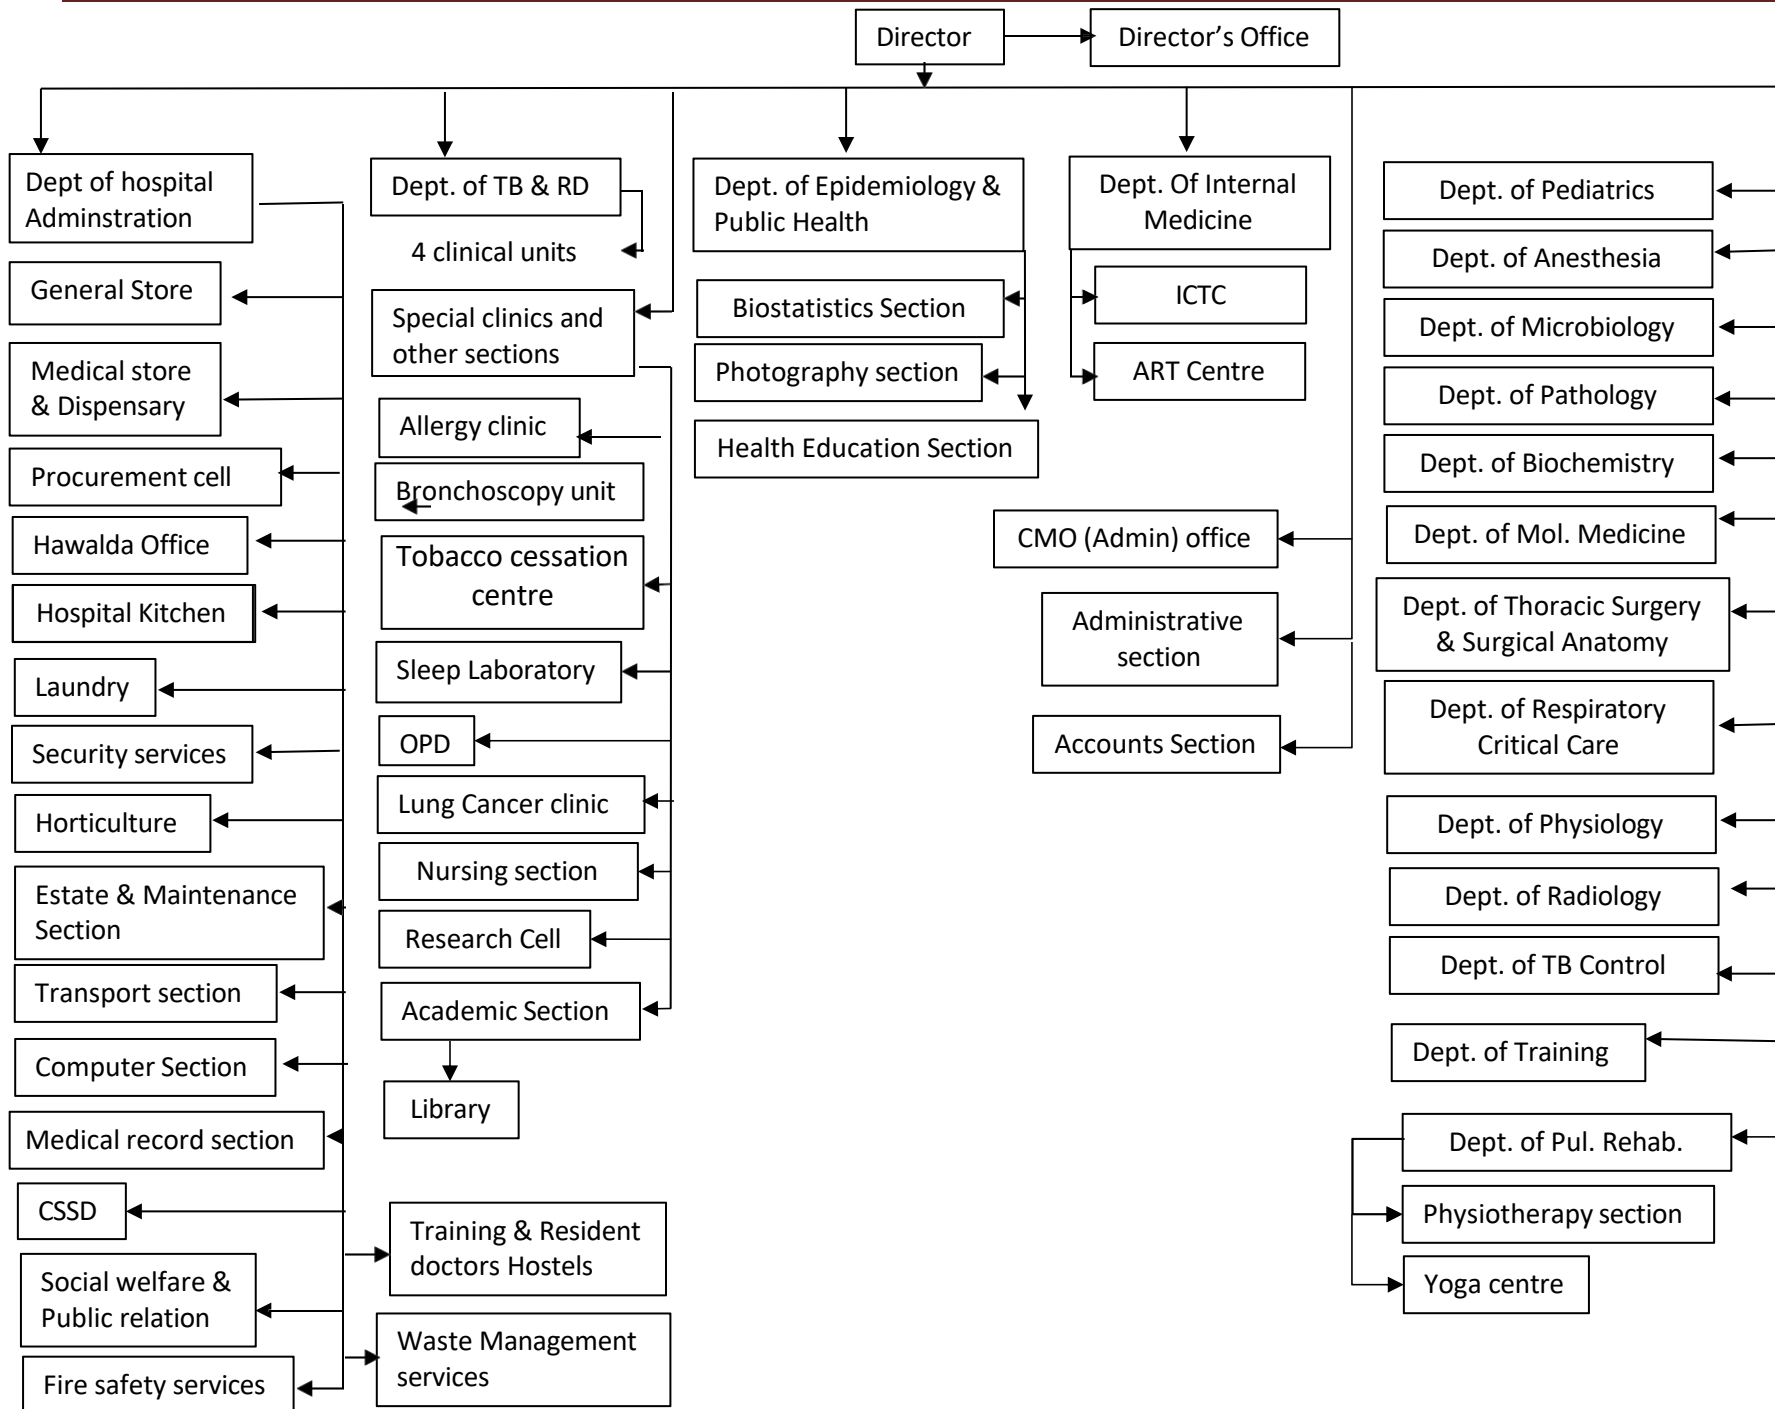 Director
Director’s Office
Dept of hospital
Adminstration
General Store
Medical store
& Dispensary
Procurement cell
Hawalda Office
Hospital Kitchen
Laundry
Security services
Horticulture
Estate & Maintenance
Section
Transport section
Computer Section
Medical record section
CSSD
Social welfare &
Public relation
Fire safety services
Training & Resident
doctors Hostels
Waste Management
services
Dept. of TB & RD
4 clinical units
Special clinics and
other sections
Allergy clinic
Bronchoscopy unit
Tobacco cessation
centre
Sleep Laboratory
OPD
Lung Cancer clinic
Nursing section
Research Cell
Academic Section
Library
Dept. of Epidemiology &
Public Health
Biostatistics Section
Photography section
Health Education Section
Dept. Of Internal
Medicine
ICTC
ART Centre
CMO (Admin) office
Administrative
section
Accounts Section
Dept. of Pediatrics
Dept. of Anesthesia
Dept. of Microbiology
Dept. of Pathology
Dept. of Biochemistry
Dept. of Mol. Medicine
Dept. of Thoracic Surgery
& Surgical Anatomy
Dept. of Respiratory
Critical Care
Dept. of Physiology
Dept. of Radiology
Dept. of TB Control
Dept. of Training
Dept. of Pul. Rehab.
Physiotherapy section
Yoga centre